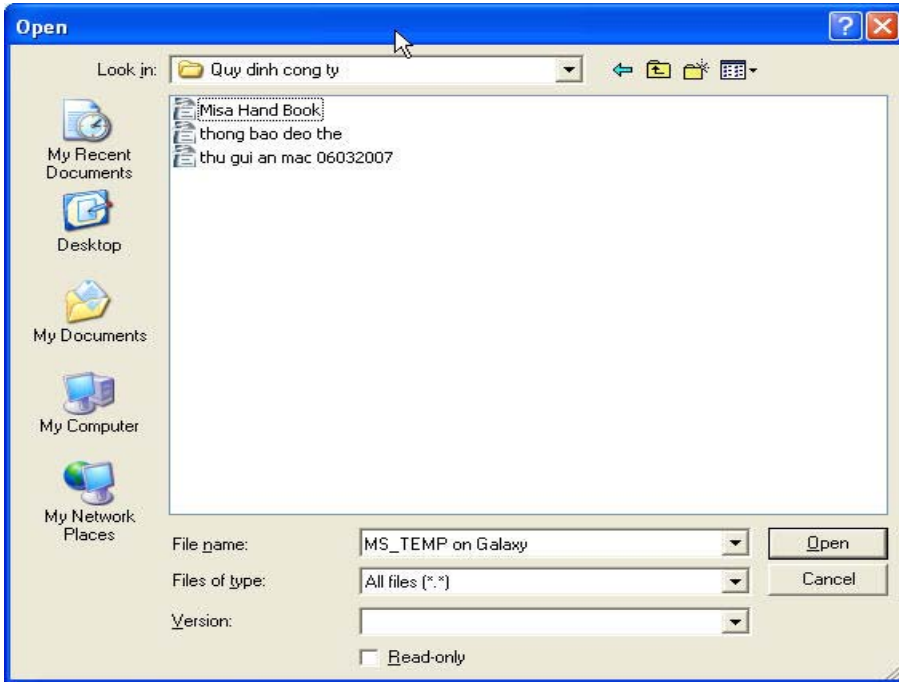 Open
Look in:
Quy dinh cong ty
Misa Hand Book
thong bao deo the
thu gui an mac 06032007
My Recent
Documents
Desktop
My Documents
My Computer
My Network
Places
File name:
MS_TEMP on Galaxy
Open
Files of type:
All files (*.*)
Cancel
Version:
Read-only